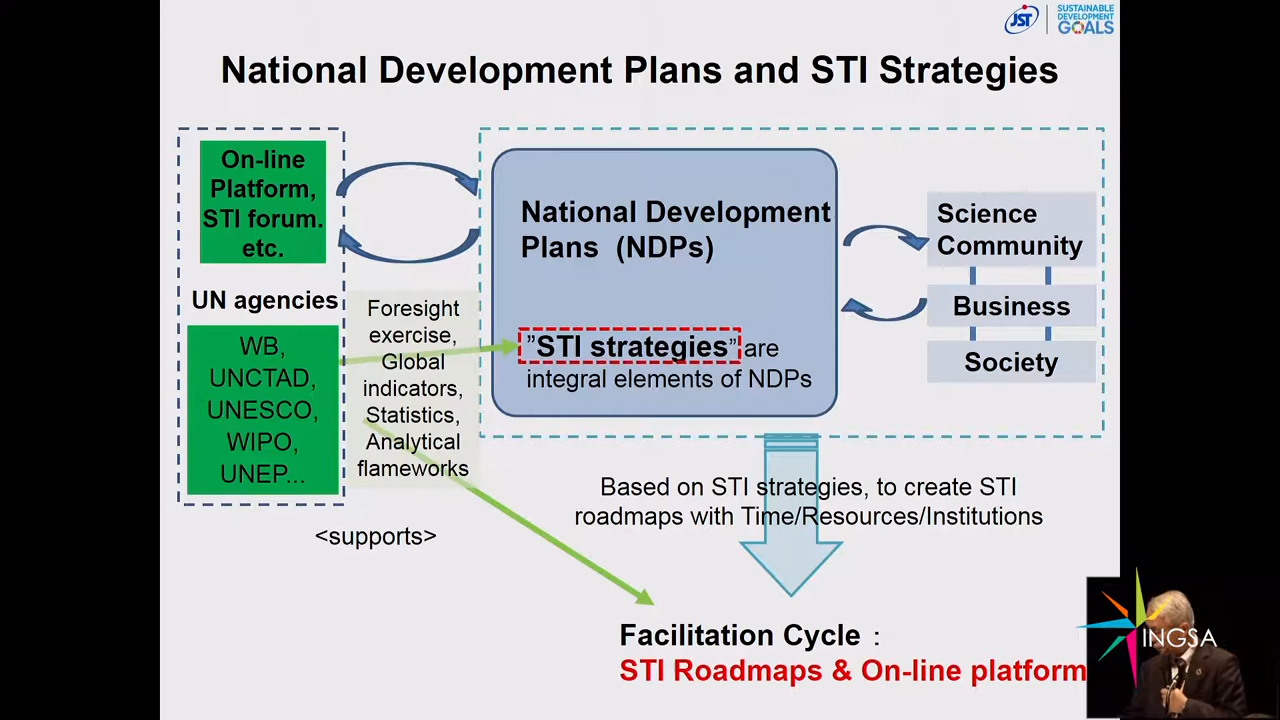 JST
SUSTAINABLE
DEVELOPMENT
GOALS
National Development Plans and STI Strategies
On-line
Platform,
STI forum.
etc.
UN agencies
WB,
UNCTAD,
UNESCO,
WIPO,
UNEP...
Foresight
exercise,
Global
indicators,
Statistics,
Analytical
flameworks
<supports>
National Development
Plans (NDPs)
”STI strategies” are
integral elements of NDPs
Science
Community
Business
Society
Based on STI strategies, to create STI
roadmaps with Time/Resources/Institutions
Facilitation Cycle :
STI Roadmaps & On-line platform
INGSA